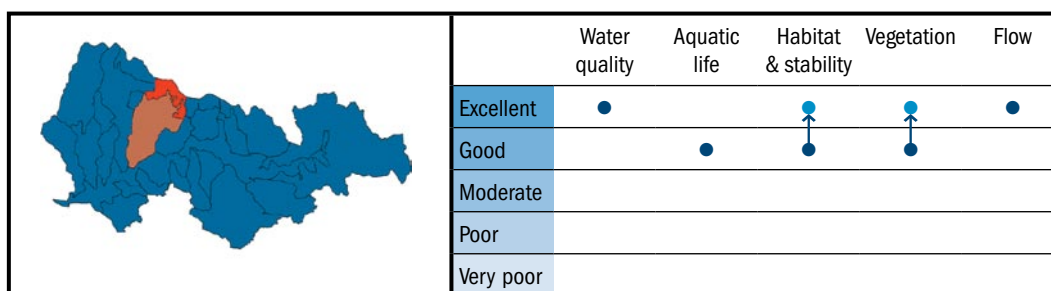 Water quality
Aquatic life
Habitat & stability
Vegetation
Flow
Excellent
Good
Moderate
Poor
Very poor